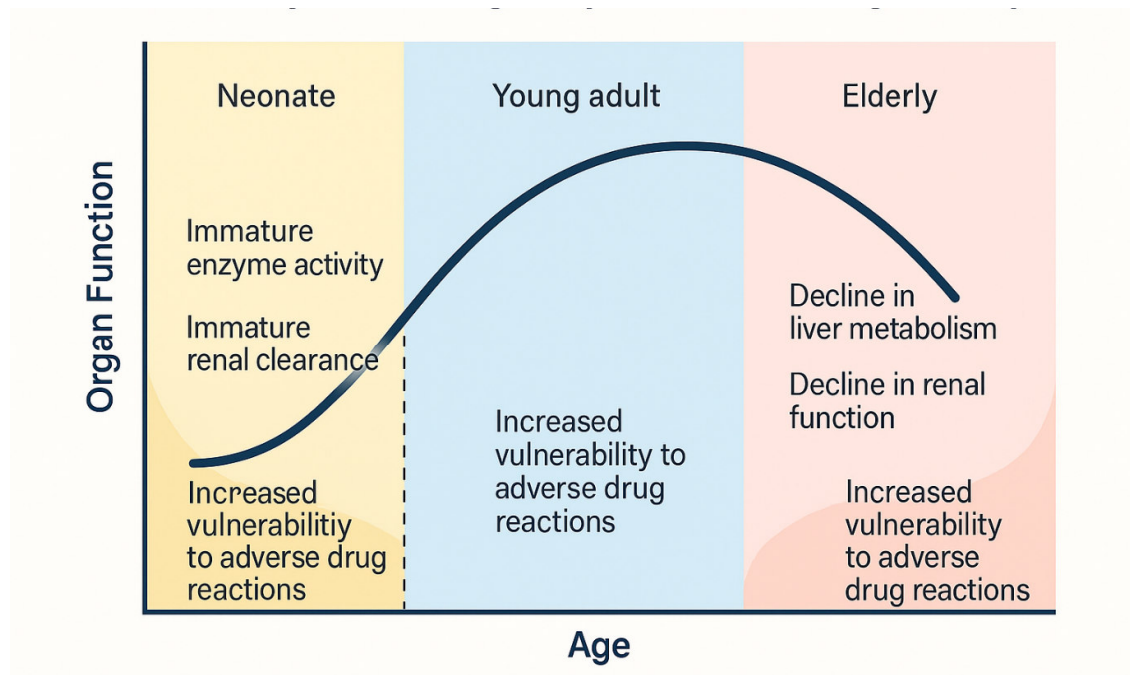 Neonate
Young adult
Elderly
Organ Function
Immature
enzyme activity
Immature
renal clearance
Increased
vulnerabilitiy
to adverse drug
reactions
Increased
vulnerability to
adverse drug
reactions
Decline in
liver metabolism
Decline in renal
function
Increased
vulnerability
to adverse
drug reactions
Age